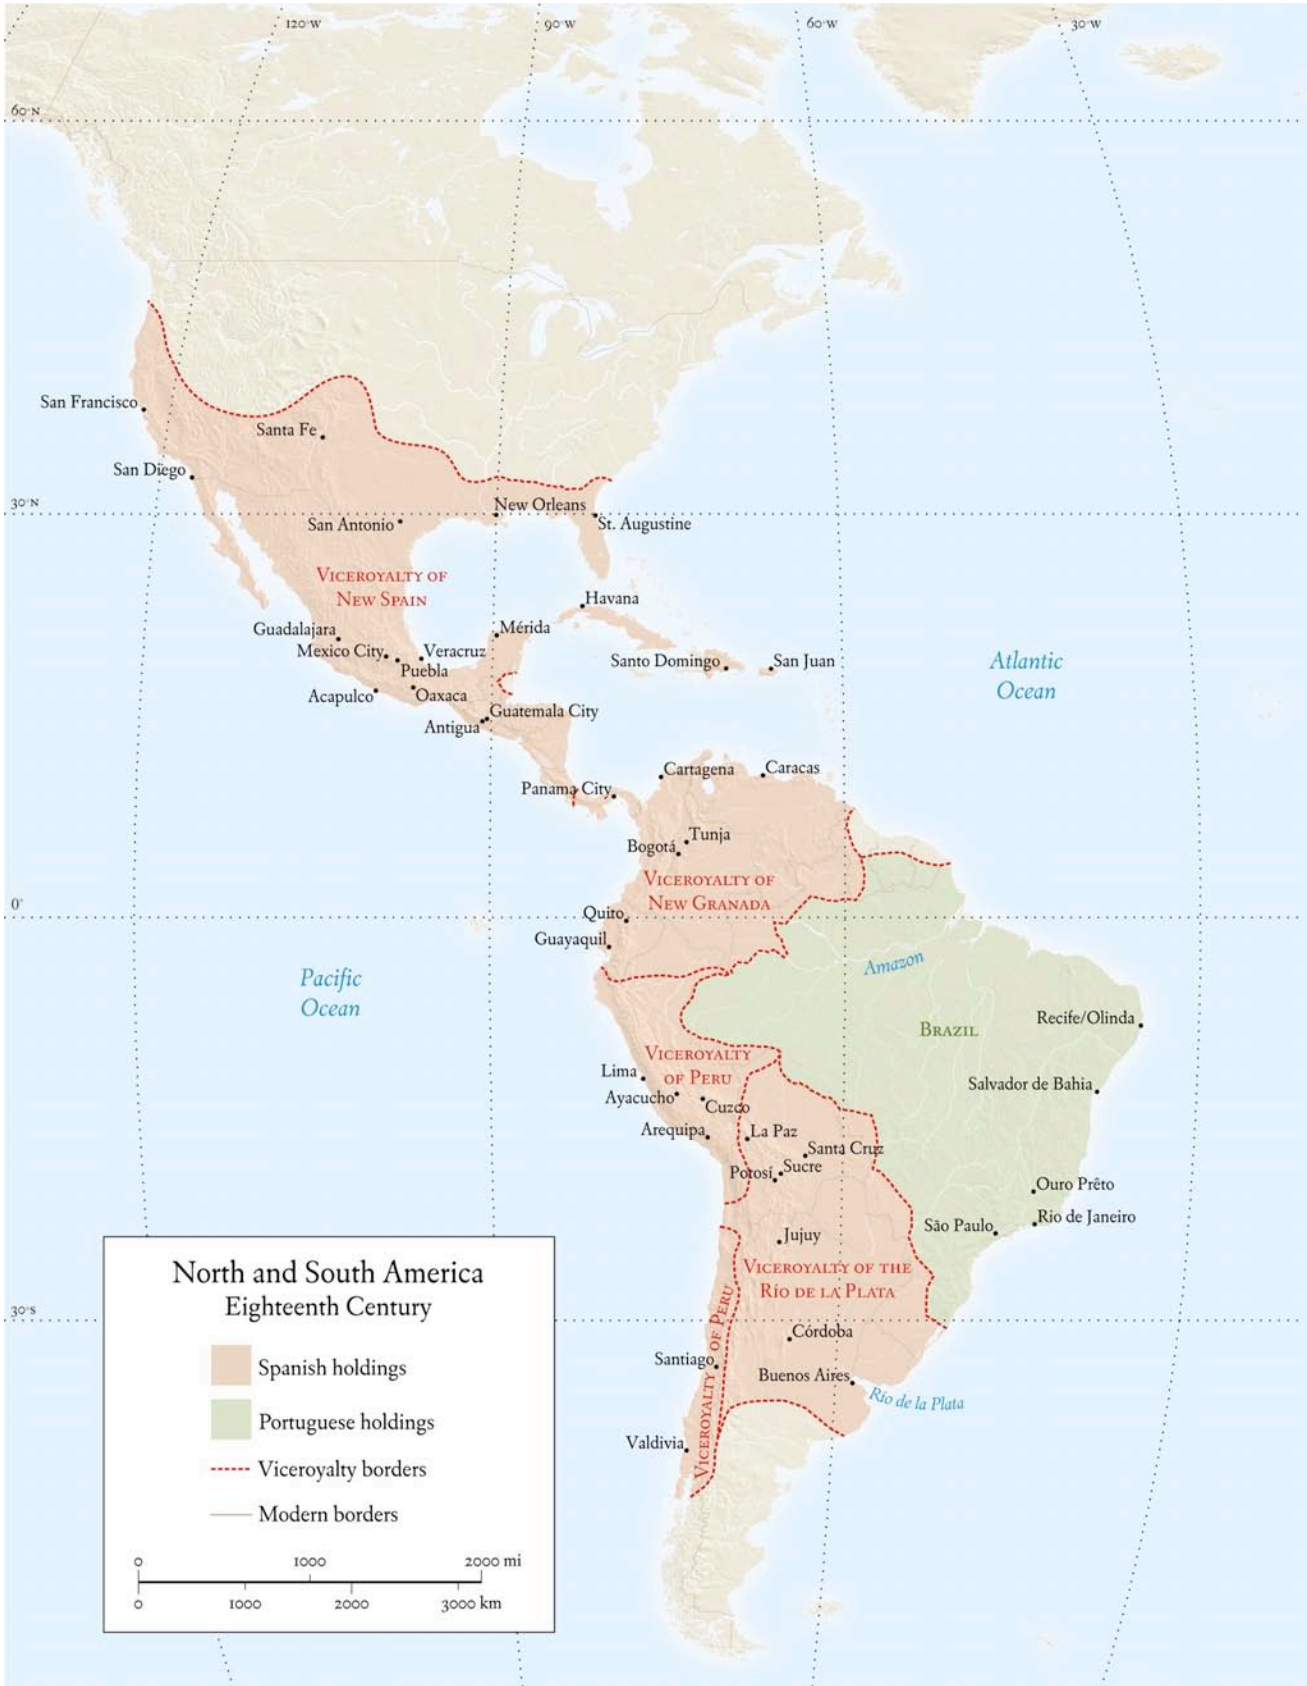 120°W
90°W
60°W
30°W
60°N
San Francisco
Santa Fe
San Diego
30°N
New Orleans
San Antonio
St. Augustine
Viceroyalty of
New Spain
Havana
Guadalajara
Mérida
Mexico City
Veracruz
Puebla
Santo Domingo
San Juan
Atlantic
Ocean
Acapulco
Oaxaca
Guatemala City
Antigua
Cartagena
Caracas
Panama City
Tunja
Bogotá
Viceroyalty of
New Granada
0°
Quito
Guayaquil
Amazon
Pacific
Ocean
Recife/Olinda
Brazil
Viceroyalty
of Peru
Lima
Salvador de Bahia
Ayacucho
Cuzco
Arequipa
La Paz
Santa Cruz
Sucre
Potosí
Ouro Prêto
Rio de Janeiro
São Paulo
Jujuy
Viceroyalty of the
Río de la Plata
Viceroyalty of Peru
30°S
Córdoba
Santiago
Buenos Aires
Río de la Plata
Valdivia
North and South America
Eighteenth Century
Spanish holdings
Portuguese holdings
Viceroyalty borders
Modern borders
0 1000 2000 mi
0 1000 2000 3000 km